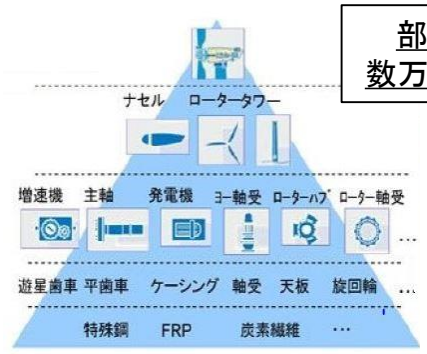 部
数万
ナセル ロータータワー
増速機 主軸 発電機 ヨー軸受 ローターハブ ローター軸受
…
遊星歯車 平歯車 ケーシング 軸受 天板 旋回輪 …
特殊鋼 FRP 炭素繊維 …